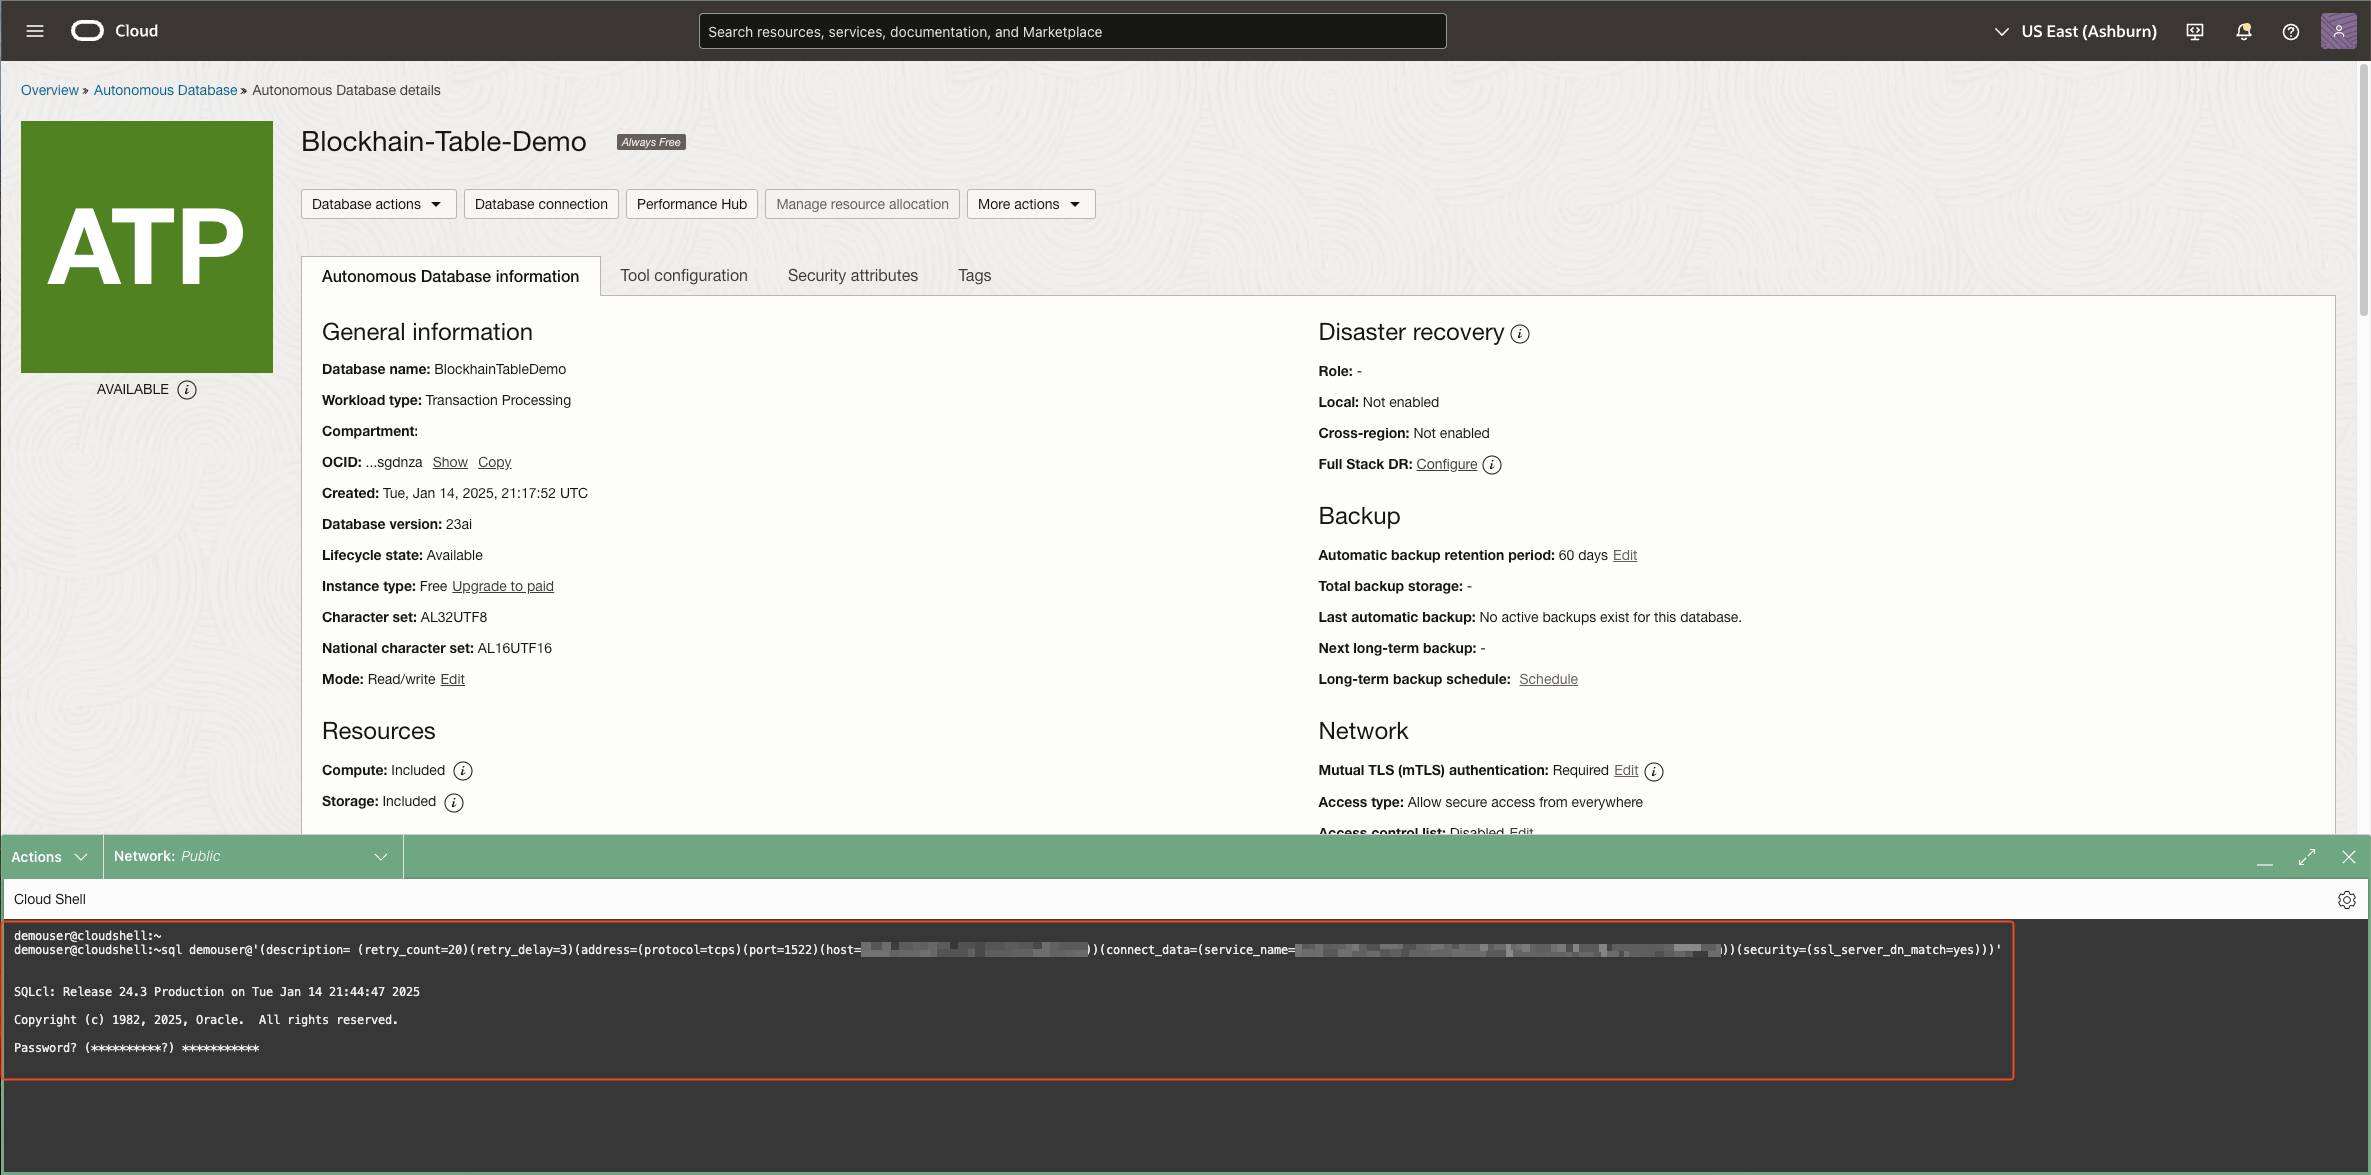 Cloud
Search resources, services, documentation, and Marketplace
US East (Ashburn)
Overview » Autonomous Database » Autonomous Database details
ATP
AVAILABLE
Blockhain-Table-Demo
Always Free
Database actions
Database connection
Performance Hub
Manage resource allocation
More actions
Autonomous Database information
Tool configuration
Security attributes
Tags
General information
Database name: BlockhainTableDemo
Workload type: Transaction Processing
Compartment:
OCID: ...sgdnza Show Copy
Created: Tue, Jan 14, 2025, 21:17:52 UTC
Database version: 23ai
Lifecycle state: Available
Instance type: Free Upgrade to paid
Character set: AL32UTF8
National character set: AL16UTF16
Mode: Read/write Edit
Resources
Compute: Included
Storage: Included
Disaster recovery
Role: -
Local: Not enabled
Cross-region: Not enabled
Full Stack DR: Configure
Backup
Automatic backup retention period: 60 days Edit
Total backup storage: -
Last automatic backup: No active backups exist for this database.
Next long-term backup: -
Long-term backup schedule: Schedule
Network
Mutual TLS (mTLS) authentication: Required Edit
Access type: Allow secure access from everywhere
Access control list: Disabled Edit
Actions
Network: Public
Cloud Shell
demouser@cloudshell:~
demouser@cloudshell:~sql demouser@'(description= (retry_count=20)(retry_delay=3)(address=(protocol=tcps)(port=1522)(host= ))(connect_data=(service_name= ))(security=(ssl_server_dn_match=yes)))'
SQLcl: Release 24.3 Production on Tue Jan 14 21:44:47 2025
Copyright (c) 1982, 2025, Oracle.  All rights reserved.
Password? (**********?) ***********